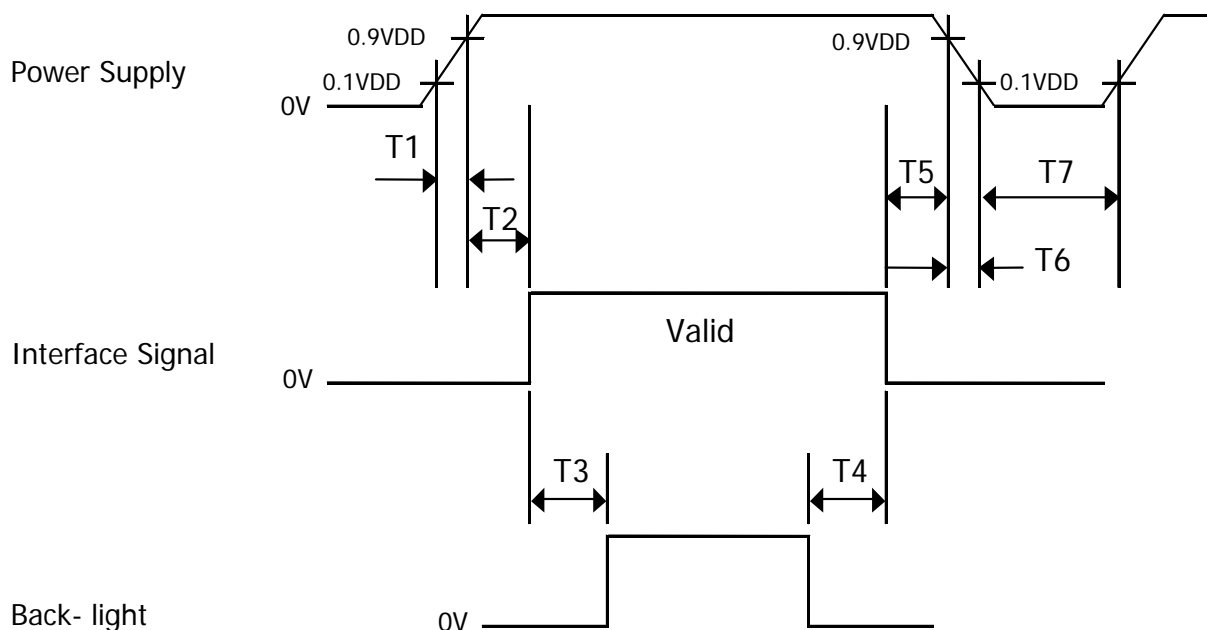 0.9VDD
0.9VDD
Power Supply
0.1VDD
0.1VDD
0V
T1
T5
T7
T2
T6
Valid
Interface Signal
0V
T3
T4
Back- light
0V